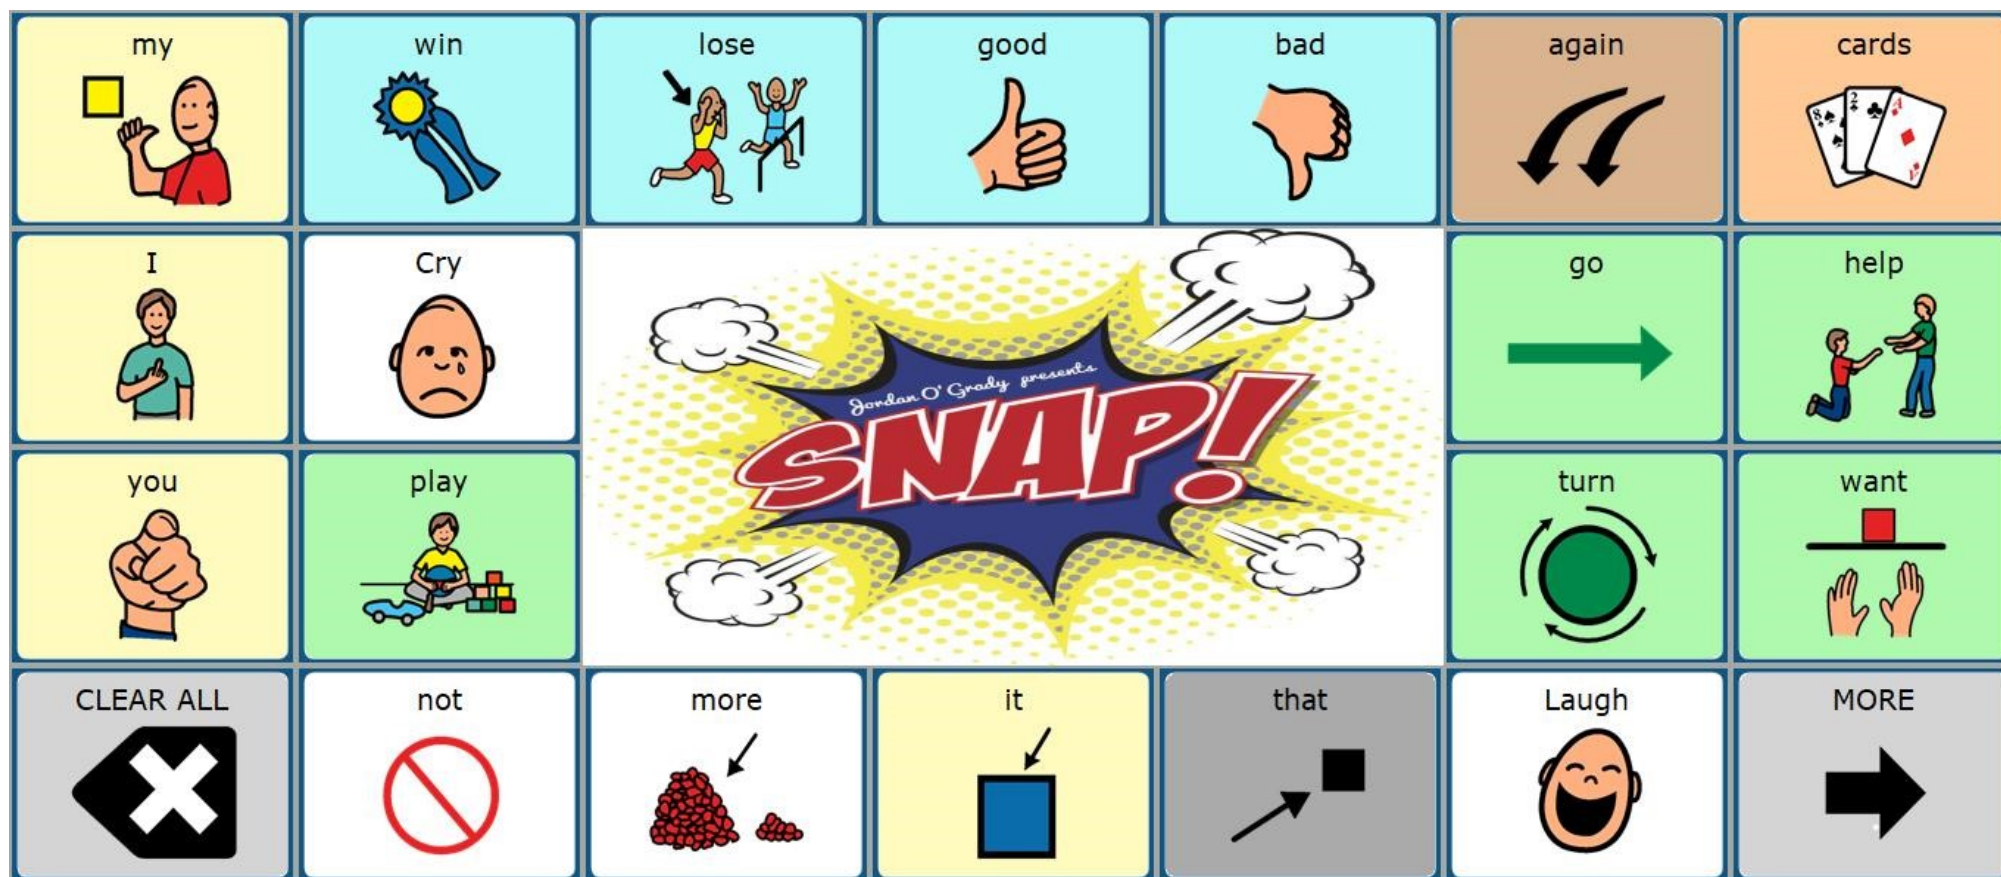 my
win
lose
good
bad
again
cards
I
Cry
go
help
Jordan O' Grady presents
SNAP!
you
play
turn
want
CLEAR ALL
not
more
it
that
Laugh
MORE